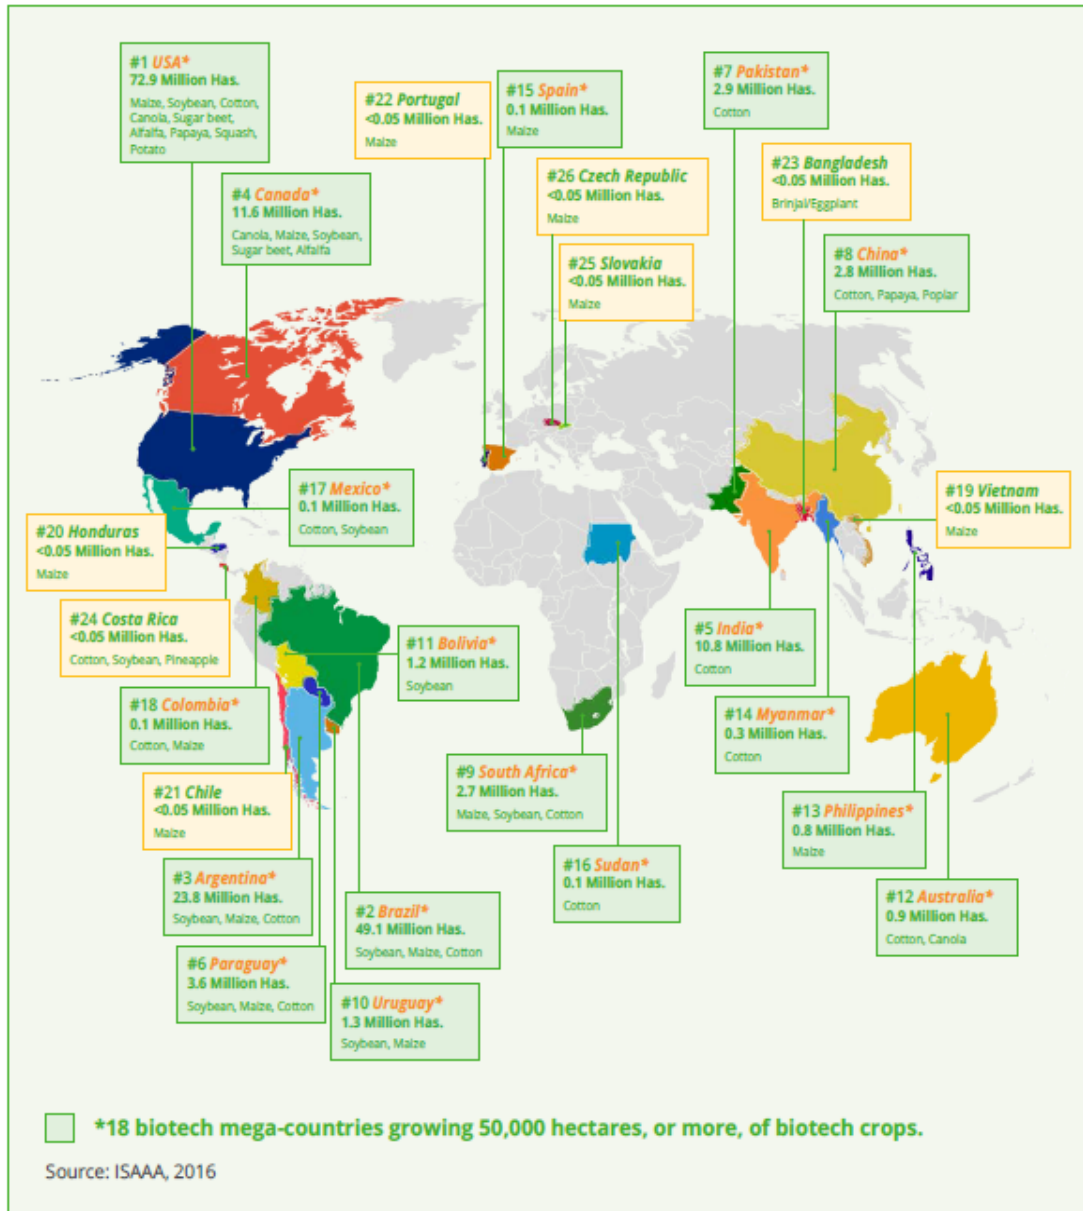 #1 USA*
72.9 Million Has.
Maize, Soybean, Cotton,
Canola, Sugar beet,
Alfalfa, Papaya, Squash,
Potato
#22 Portugal
<0.05 Million Has.
Maize
#15 Spain*
0.1 Million Has.
Maize
#7 Pakistan*
2.9 Million Has.
Cotton
#4 Canada*
11.6 Million Has.
Canola, Maize, Soybean,
Sugar beet, Alfalfa
#26 Czech Republic
<0.05 Million Has.
Maize
#23 Bangladesh
<0.05 Million Has.
Brinjal/Eggplant
#25 Slovakia
<0.05 Million Has.
Maize
#8 China*
2.8 Million Has.
Cotton, Papaya, Poplar
#17 Mexico*
0.1 Million Has.
Cotton, Soybean
#19 Vietnam
<0.05 Million Has.
Maize
#20 Honduras
<0.05 Million Has.
Maize
#24 Costa Rica
<0.05 Million Has.
Cotton, Soybean, Pineapple
#11 Bolivia*
1.2 Million Has.
Soybean
#5 India*
10.8 Million Has.
Cotton
#18 Colombia*
0.1 Million Has.
Cotton, Maize
#14 Myanmar*
0.3 Million Has.
Cotton
#21 Chile
<0.05 Million Has.
Maize
#9 South Africa*
2.7 Million Has.
Maize, Soybean, Cotton
#13 Philippines*
0.8 Million Has.
Maize
#3 Argentina*
23.8 Million Has.
Soybean, Maize, Cotton
#16 Sudan*
0.1 Million Has.
Cotton
#2 Brazil*
49.1 Million Has.
Soybean, Maize, Cotton
#12 Australia*
0.9 Million Has.
Cotton, Canola
#6 Paraguay*
3.6 Million Has.
Soybean, Maize, Cotton
#10 Uruguay*
1.3 Million Has.
Soybean, Maize
*18 biotech mega-countries growing 50,000 hectares, or more, of biotech crops.
Source: ISAAA, 2016